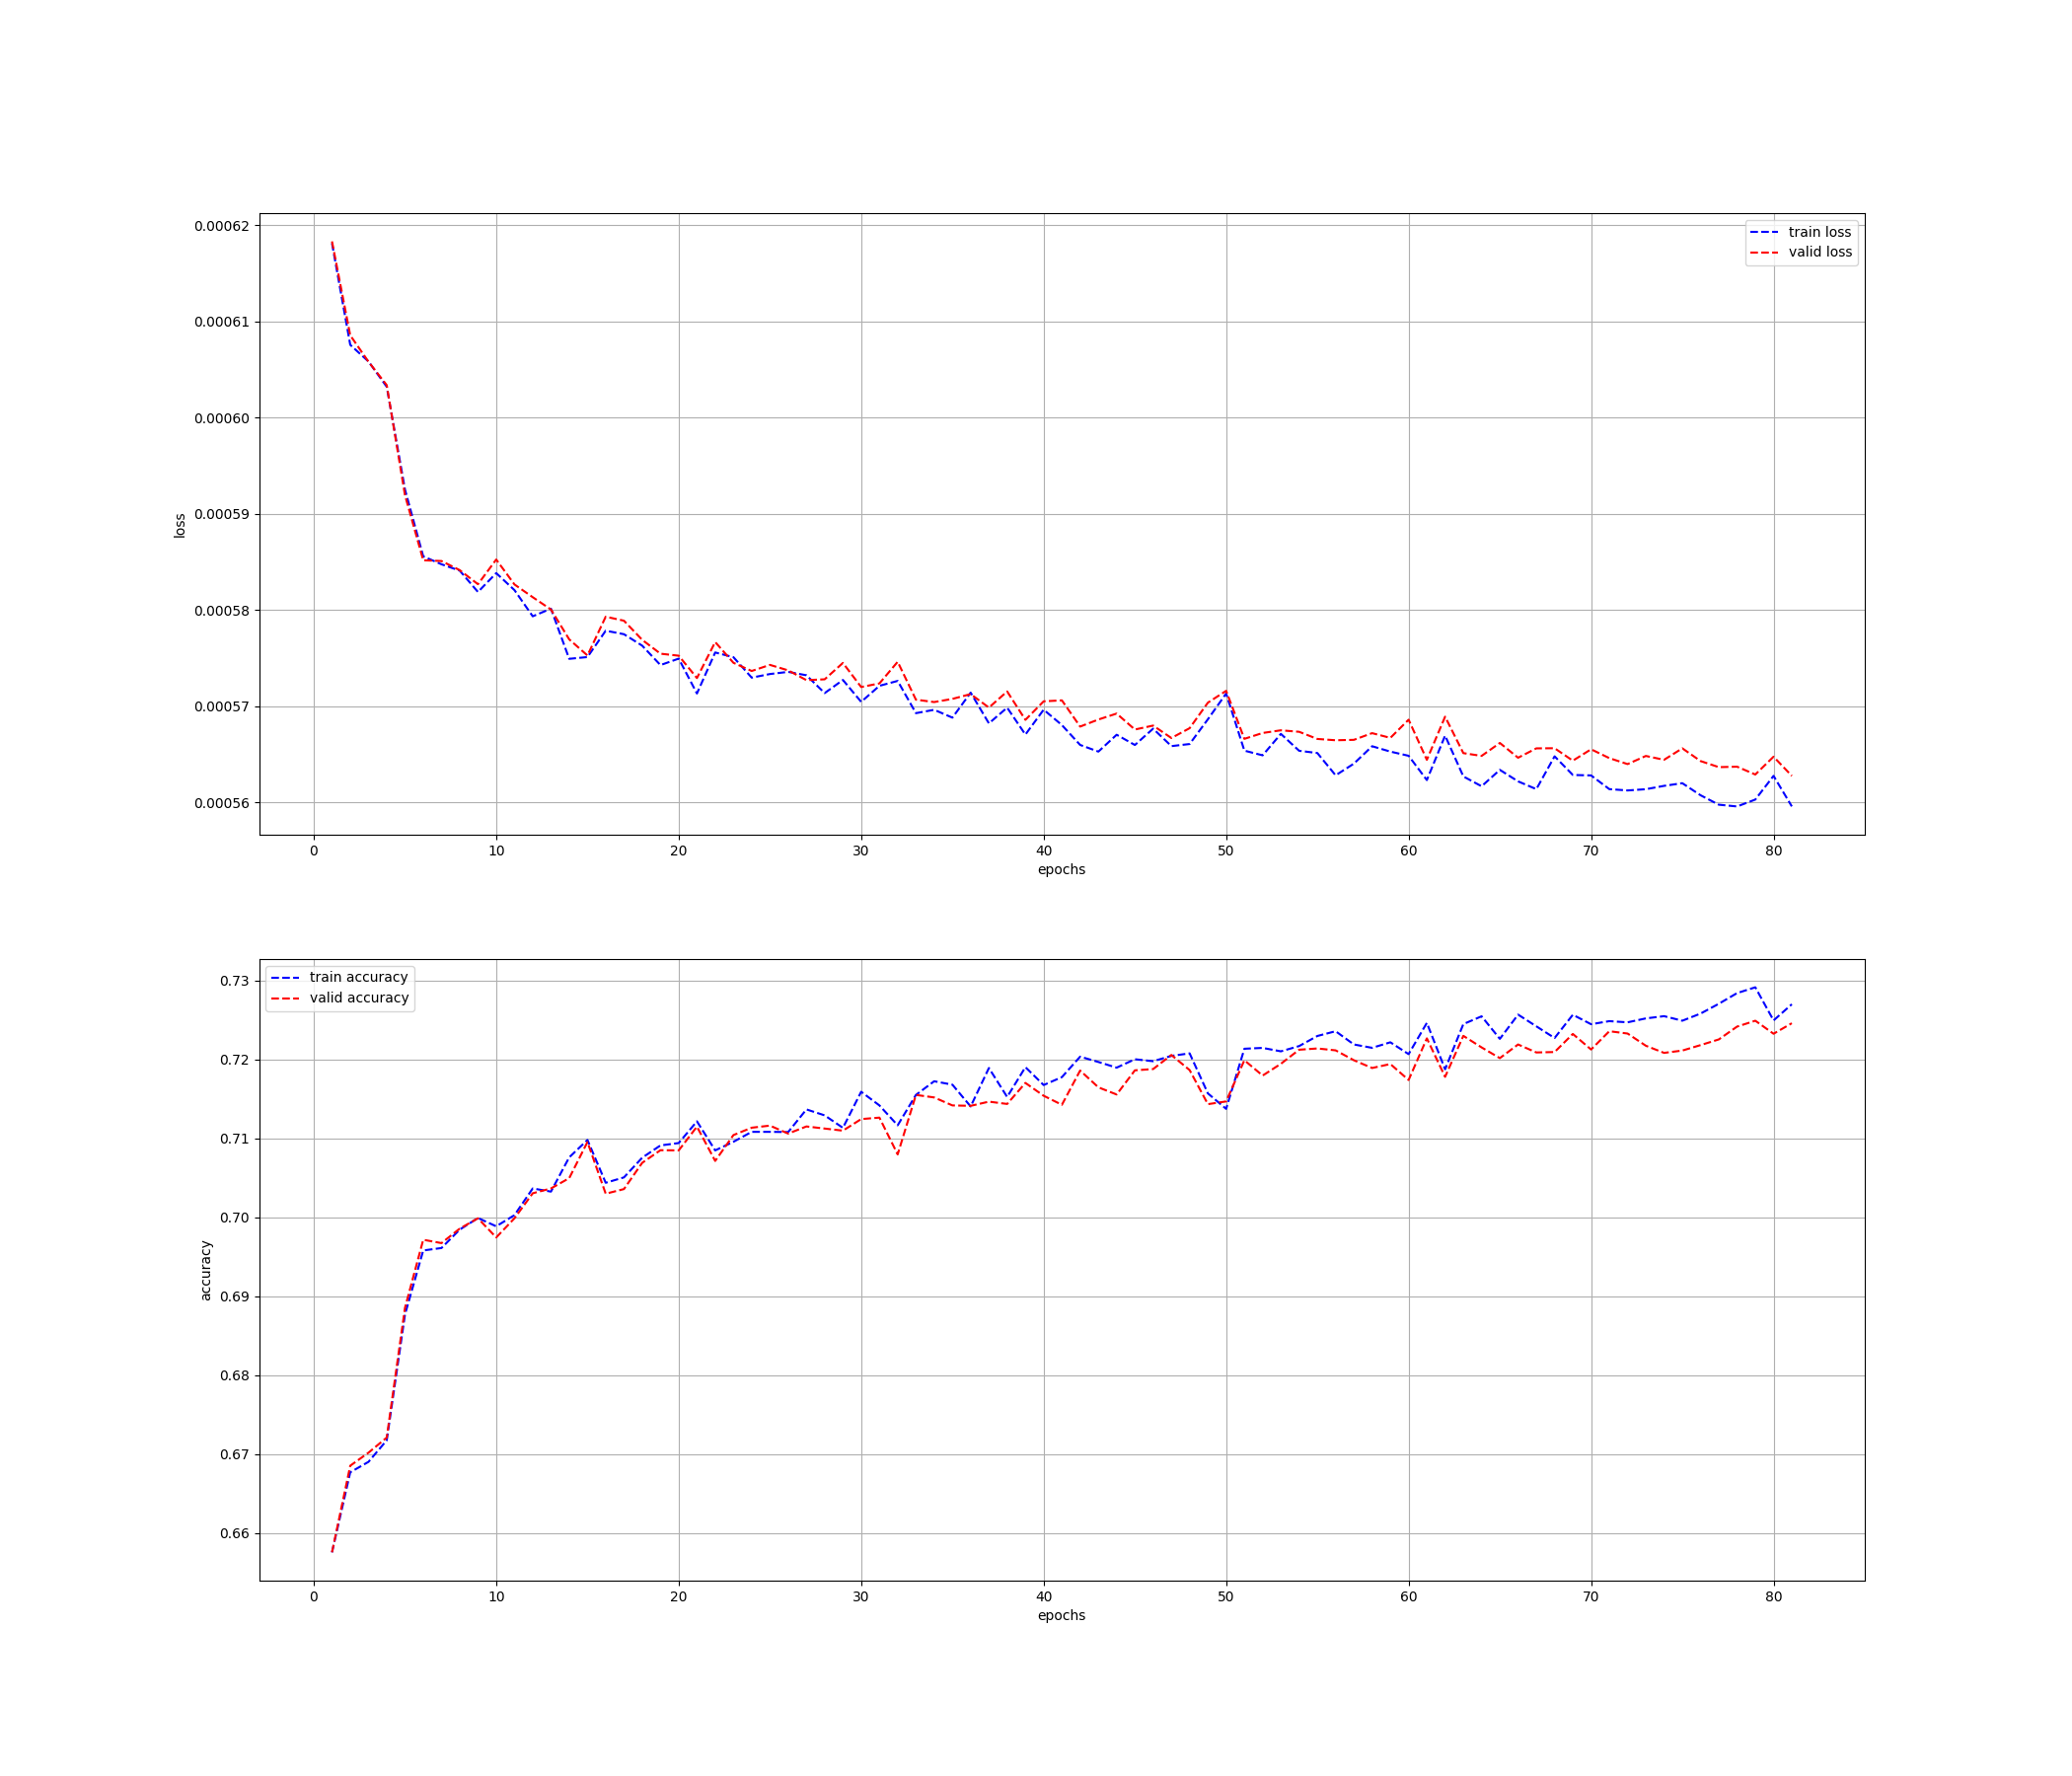 0.00062
0.00061
0.00060
0.00059
0.00058
0.00057
0.00056
loss
train loss
valid loss
0 10 20 30 40 50 60 70 80
epochs
0.73
0.72
0.71
0.70
0.69
0.68
0.67
0.66
accuracy
train accuracy
valid accuracy
0 10 20 30 40 50 60 70 80
epochs